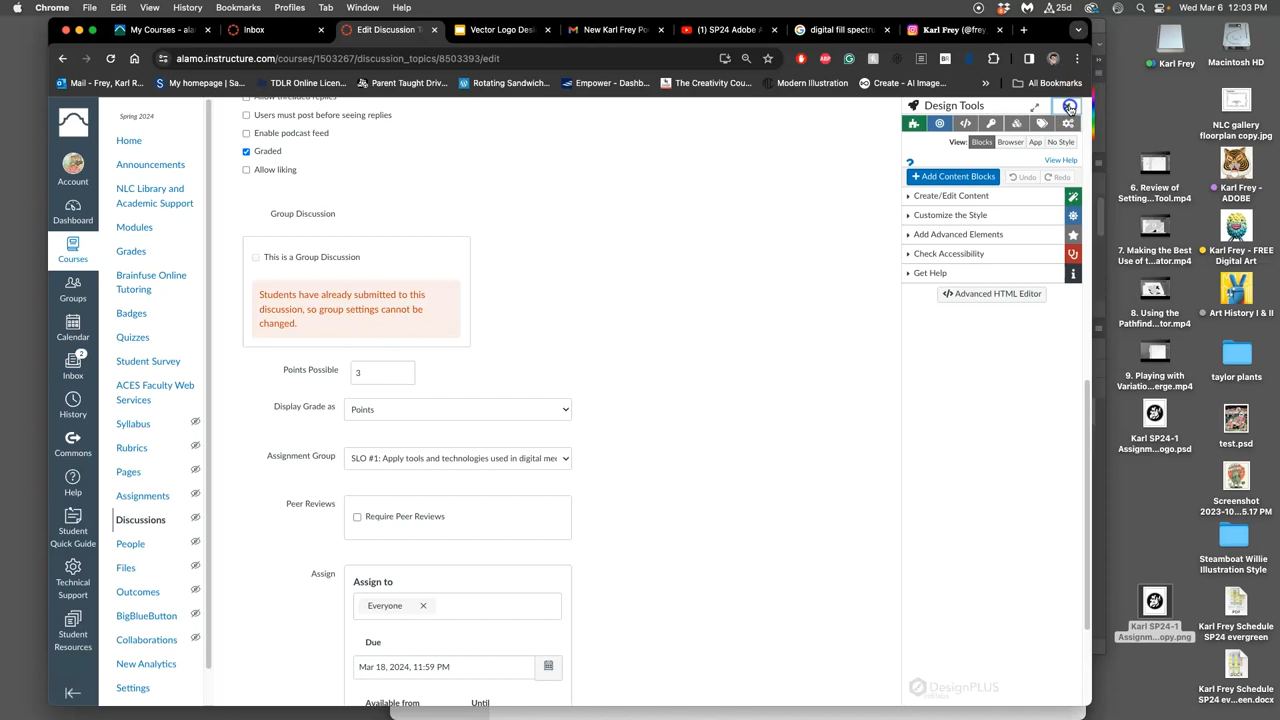 Chrome File Edit View History Bookmarks Profiles Tab Window Help
Wed Mar 6 12:03 PM
My Courses - ala
Inbox
Edit Discussion T
Vector Logo Des
New Karl Frey Po
(1) SP24 Adobe
digital fill spectru
Karl Frey (@frey
alamo.instructure.com/courses/1503267/discussion_topics/8503393/edit
Mail - Frey, Karl R...
My homepage | Sa...
TDLR Online Licen...
Parent Taught Driv...
Rotating Sandwich...
Empower - Dashb...
The Creativity Cou...
Modern Illustration
Create - AI Image...
All Bookmarks
Account
Dashboard
Courses
Groups
Calendar
2
Inbox
History
Commons
Help
Student
Quick Guide
Technical
Support
Student
Resources
Spring 2024
Home
Announcements
NLC Library and
Academic Support
Modules
Grades
Brainfuse Online
Tutoring
Badges
Quizzes
Student Survey
ACES Faculty Web
Services
Syllabus
Rubrics
Pages
Assignments
Discussions
People
Files
Outcomes
BigBlueButton
Collaborations
New Analytics
Settings
Allow threaded replies
Users must post before seeing replies
Enable podcast feed
Graded
Allow liking
Group Discussion
This is a Group Discussion
Students have already submitted to this
discussion, so group settings cannot be
changed.
Points Possible
3
Display Grade as
Points
Assignment Group
SLO #1: Apply tools and technologies used in digital med
Peer Reviews
Require Peer Reviews
Assign
Assign to
Everyone
Due
Mar 18, 2024, 11:59 PM
Available from
Until
Design Tools
View: Blocks Browser App No Style
View Help
+ Add Content Blocks
Undo
Redo
Create/Edit Content
Customize the Style
Add Advanced Elements
Check Accessibility
Get Help
</> Advanced HTML Editor
DesignPLUS
Karl Frey
Macintosh HD
NLC gallery
floorplan copy.jpg
6. Review of
Setting...Tool.mp4
Karl Frey -
ADOBE
7. Making the Best
Use of t...ator.mp4
Karl Frey - FREE
Digital Art
8. Using the
Pathfind...tor.mp4
Art History I & II
9. Playing with
Variatio...erge.mp4
taylor plants
Karl SP24-1
Assignm...ogo.psd
test.psd
Screenshot
2023-10...5.17 PM
Steamboat Willie
Illustration Style
Karl SP24-1
Assignm...opy.png
Karl Frey Schedule
SP24 evergreen
Karl Frey Schedule
SP24 ev...een.docx